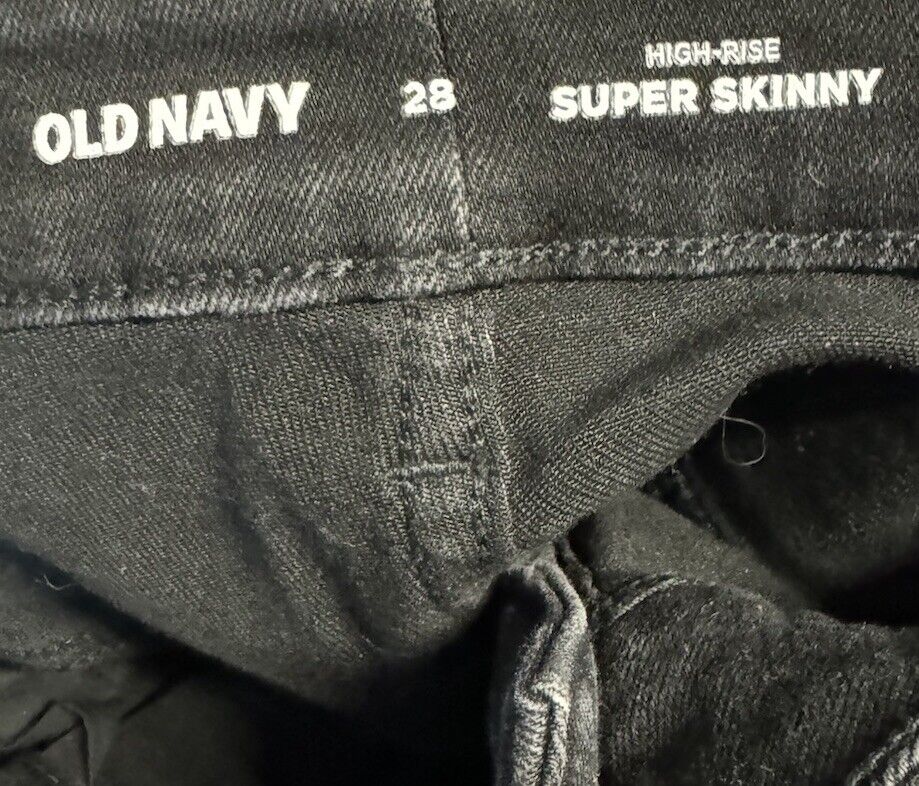 OLD NAVY
28
HIGH-RISE
SUPER SKINNY